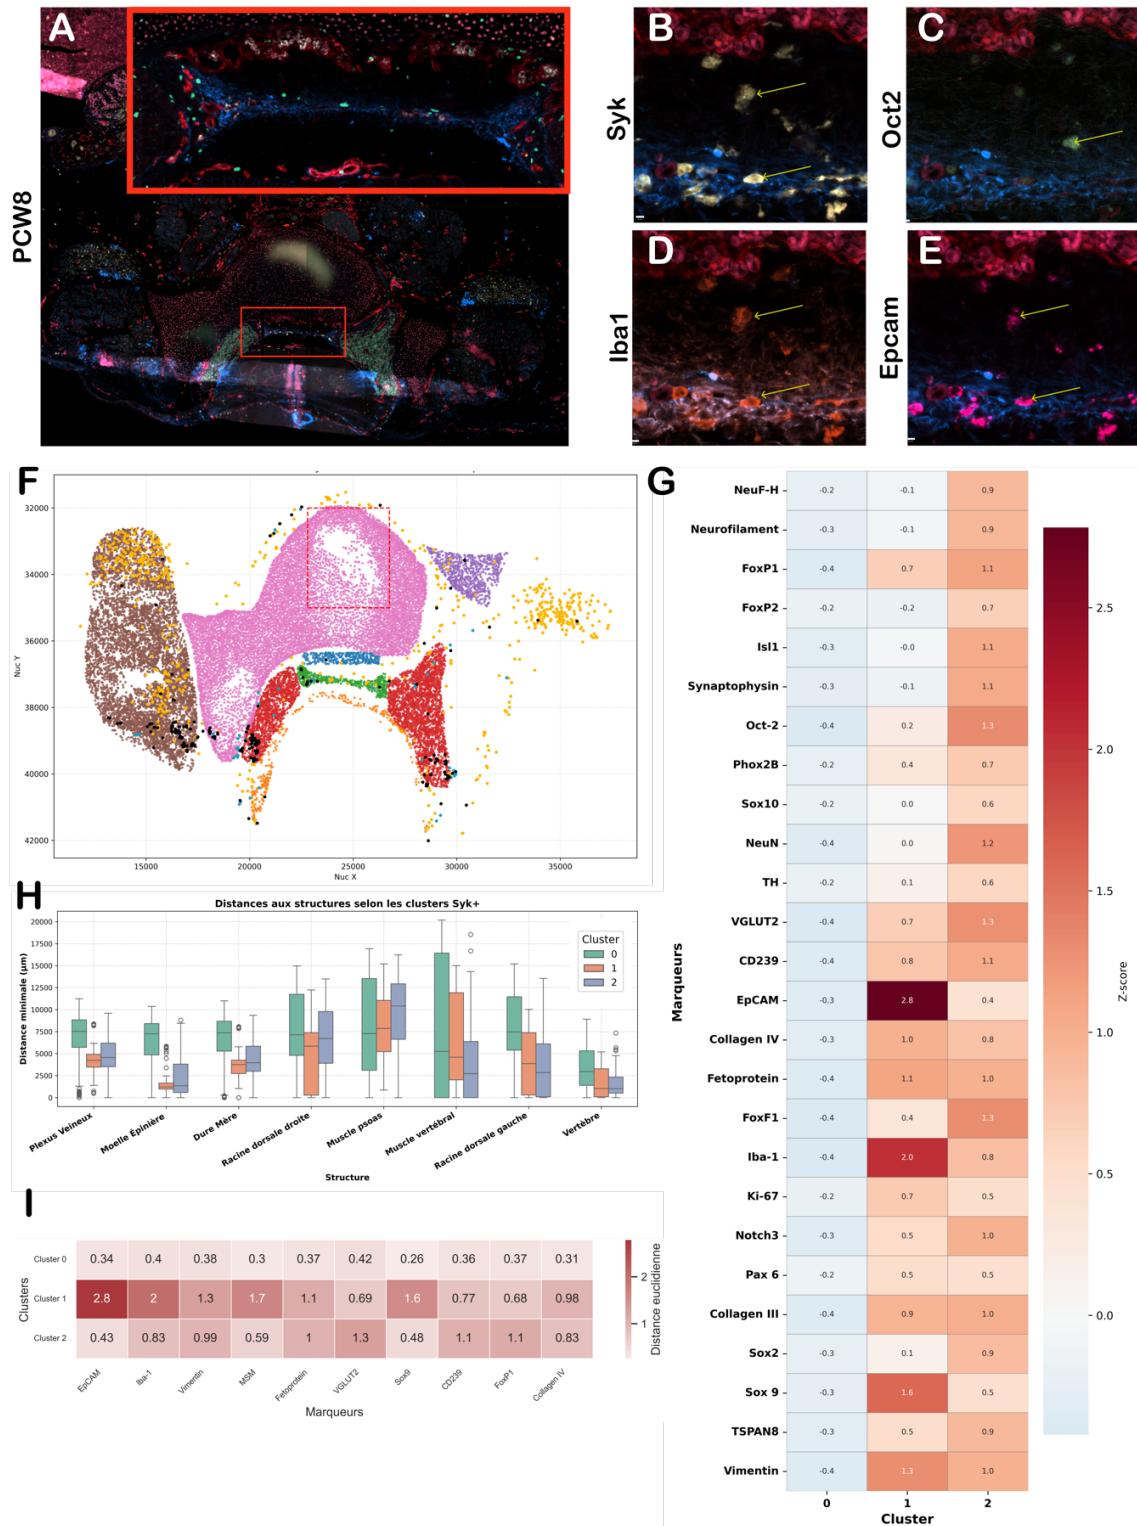 A
PCW8
B
Syk
C
Oct2
D
Iba1
E
Epcam
F
32000
34000
36000
38000
40000
42000
Nuc Y
15000
20000
25000
30000
35000
Nuc X
G
Marqueurs
NeuF-H -0.2 -0.1 0.9
Neurofilament -0.3 -0.1 0.9
FoxP1 -0.4 0.7 1.1
FoxP2 -0.2 -0.2 0.7
Isl1 -0.3 -0.0 1.1
Synaptophysin -0.3 -0.1 1.1
Oct-2 -0.4 0.2 1.3
Phox2B -0.2 0.4 0.7
Sox10 -0.2 0.0 0.6
NeuN -0.4 0.0 1.2
TH -0.2 0.1 0.6
VGLUT2 -0.4 0.7 1.3
CD239 -0.4 0.8 1.1
EpCAM -0.3 2.8 0.4
Collagen IV -0.3 1.0 0.8
Fetoprotein -0.4 1.1 1.0
FoxF1 -0.4 0.4 1.3
Iba-1 -0.4 2.0 0.8
Ki-67 -0.2 0.7 0.5
Notch3 -0.3 0.5 1.0
Pax 6 -0.2 0.5 0.5
Collagen III -0.4 0.9 1.0
Sox2 -0.3 0.1 0.9
Sox 9 -0.3 1.6 0.5
TSPAN8 -0.3 0.5 0.9
Vimentin -0.4 1.3 1.0
0 1 2
Cluster
2.5
2.0
1.5
1.0
0.5
0.0
Z-score
H
Distances aux structures selon les clusters Syk+
Distance minimale (µm)
20000
17500
15000
12500
10000
7500
5000
2500
0
Cluster
0
1
2
Plexus Veineux
Moelle Épinière
Dure Mère
Racine dorsale droite
Muscle psoas
Muscle vertébral
Racine dorsale gauche
Vertèbre
Structure
I
Clusters
Cluster 0 0.34 0.4 0.38 0.3 0.37 0.42 0.26 0.36 0.37 0.31
Cluster 1 2.8 2 1.3 1.7 1.1 0.69 1.6 0.77 0.68 0.98
Cluster 2 0.43 0.83 0.99 0.59 1 1.3 0.48 1.1 1.1 0.83
EpCAM
Iba-1
Vimentin
MSM
Fetoprotein
VGLUT2
Sox9
CD239
FoxP1
Collagen IV
Marqueurs
2
1
Distance euclidienne